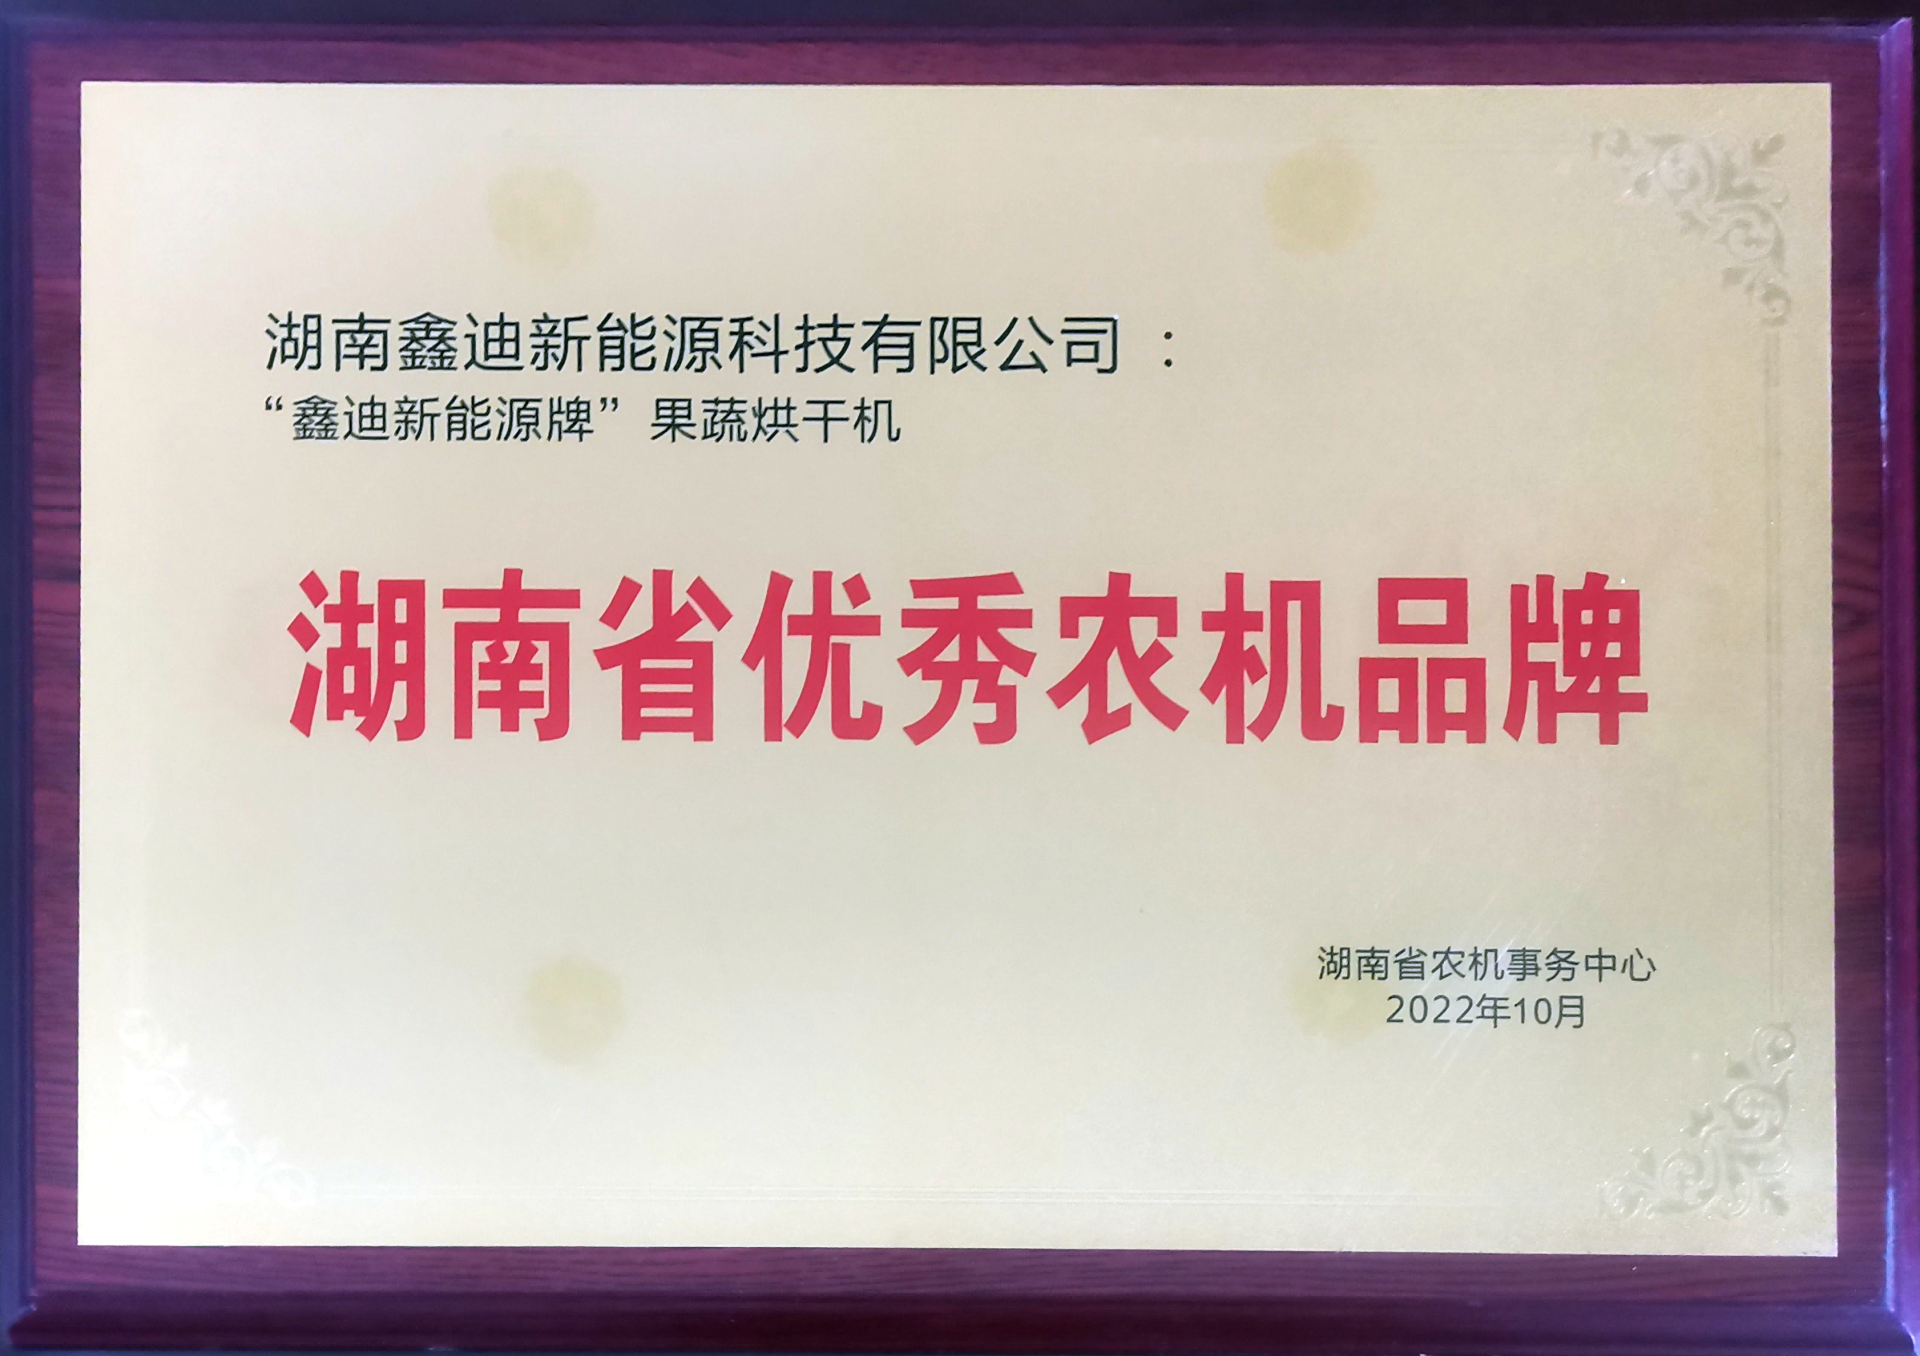 湖南鑫迪新能源科技有限公司：
“鑫迪新能源牌”果蔬烘干机
湖南省优秀农机品牌
湖南省农机事务中心
2022年10月